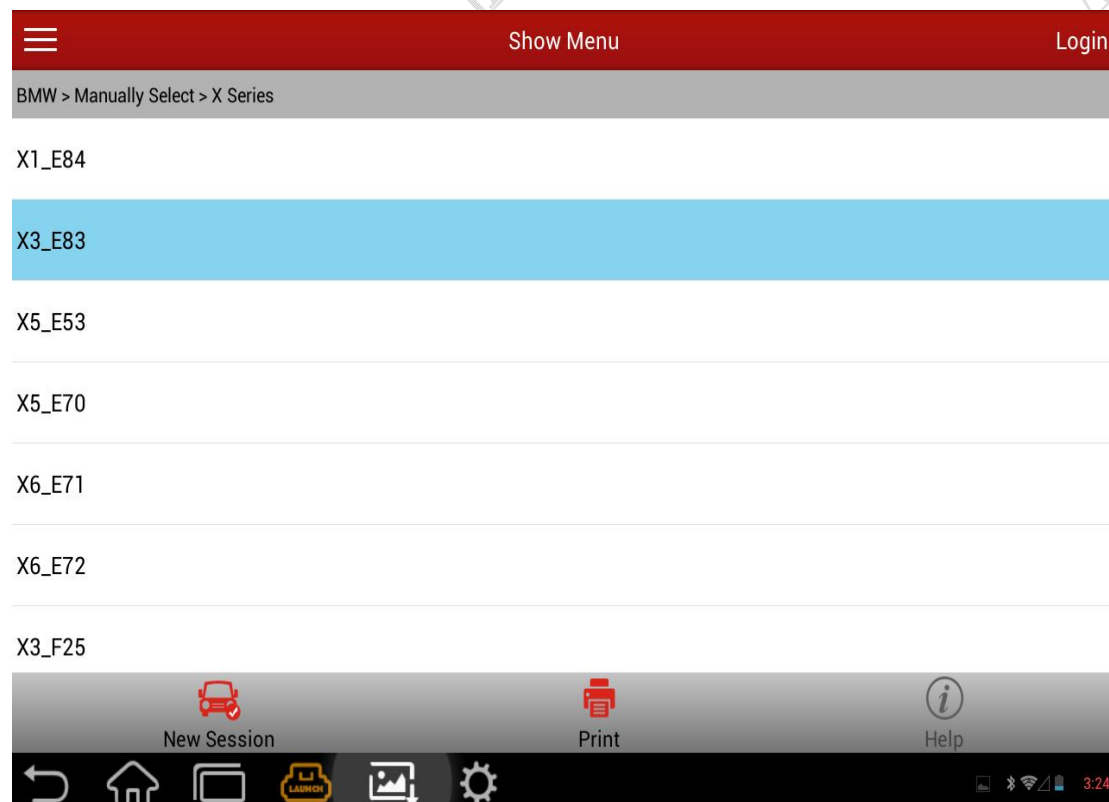 Show Menu Login
BMW > Manually Select > X Series
X1_E84
X3_E83
X5_E53
X5_E70
X6_E71
X6_E72
X3_F25
New Session Print Help
LAUNCH 3:24